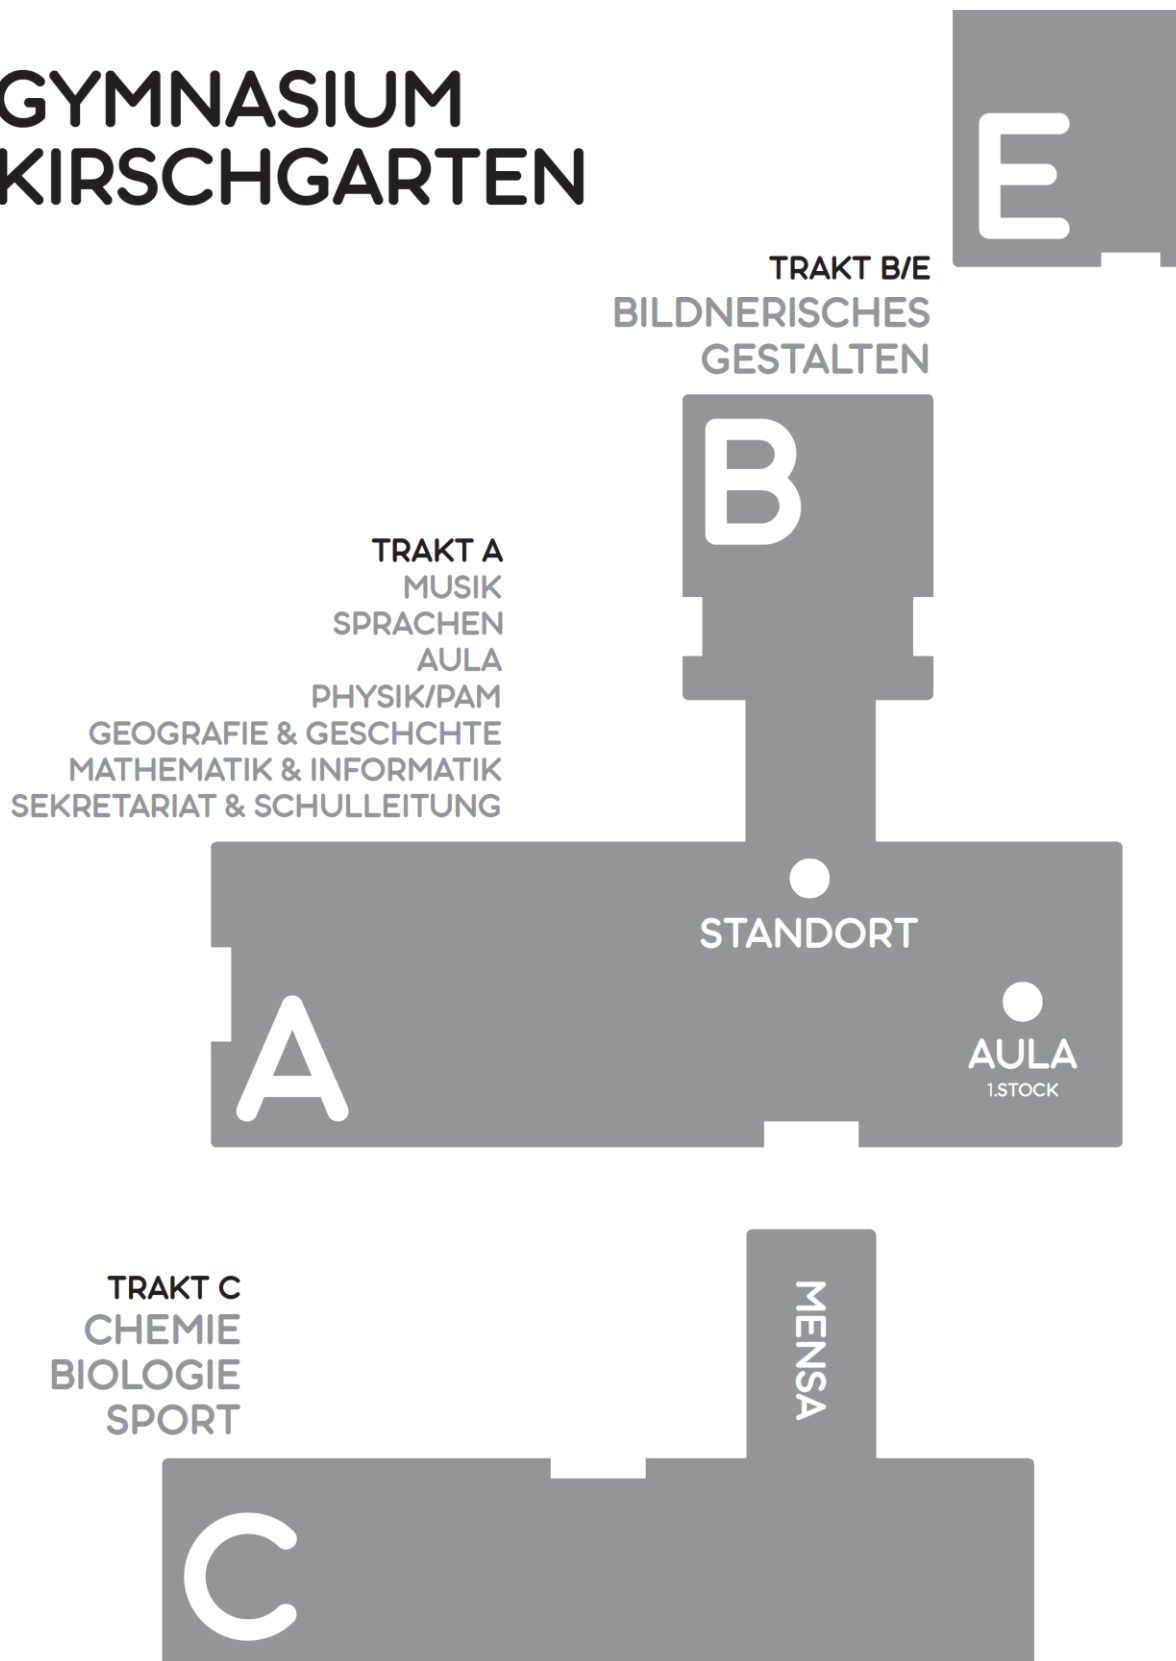 GYMNASIUM
KIRSCHGARTEN
E
TRAKT B/E
BILDNERISCHES
GESTALTEN
B
TRAKT A
MUSIK
SPRACHEN
AULA
PHYSIK/PAM
GEOGRAFIE & GESCHCHTE
MATHEMATIK & INFORMATIK
SEKRETARIAT & SCHULLEITUNG
STANDORT
A
AULA
1.STOCK
TRAKT C
CHEMIE
BIOLOGIE
SPORT
MENSA
C